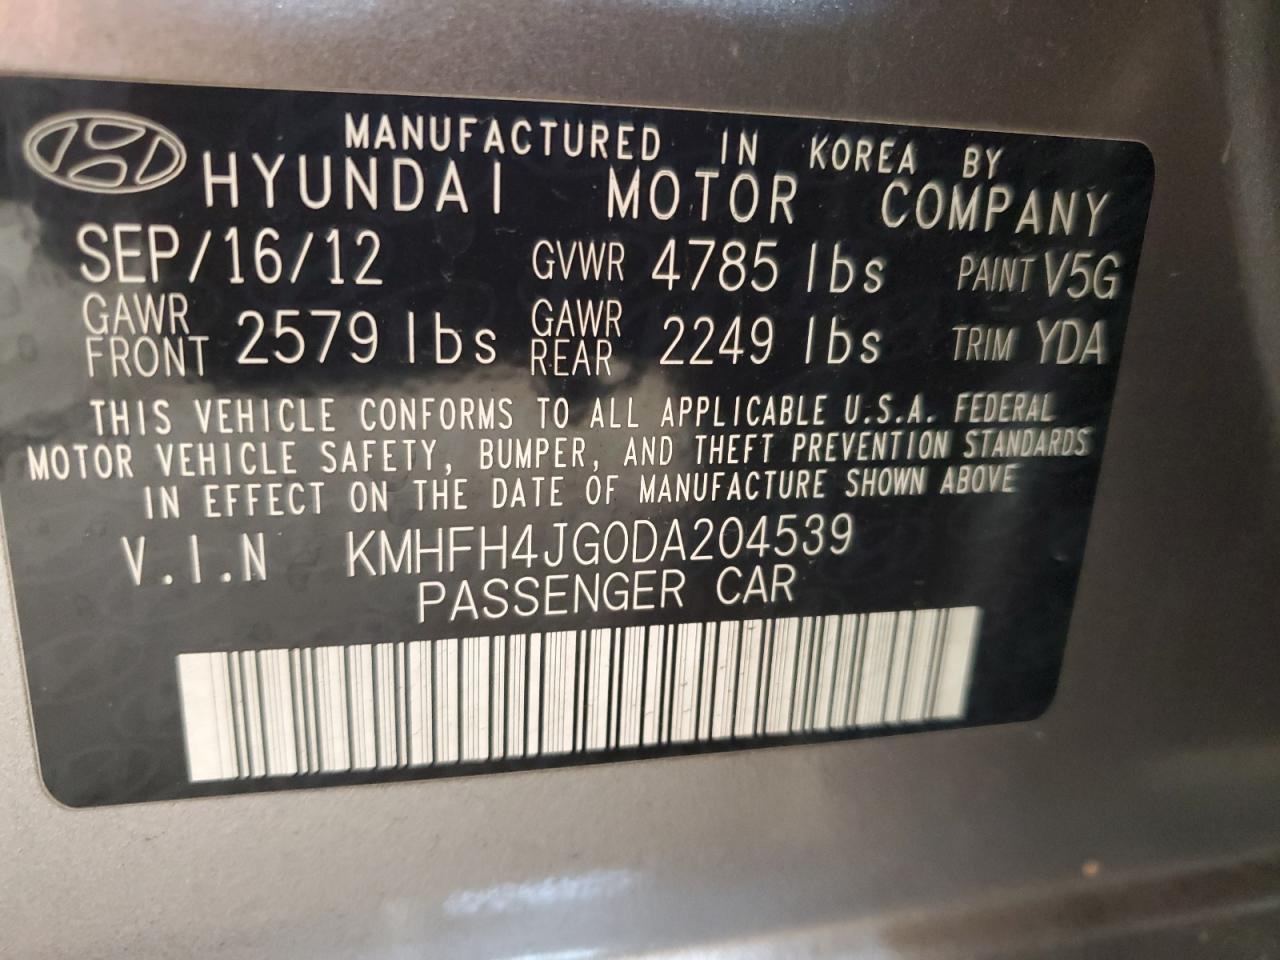 MANUFACTURED IN KOREA BY
HYUNDAI MOTOR COMPANY
SEP/16/12 GVWR 4785 lbs PAINT V5G
GAWR FRONT 2579 lbs GAWR REAR 2249 lbs TRIM YDA
THIS VEHICLE CONFORMS TO ALL APPLICABLE U.S.A. FEDERAL
MOTOR VEHICLE SAFETY, BUMPER, AND THEFT PREVENTION STANDARDS
IN EFFECT ON THE DATE OF MANUFACTURE SHOWN ABOVE
V.I.N KMHFH4JG0DA204539
PASSENGER CAR